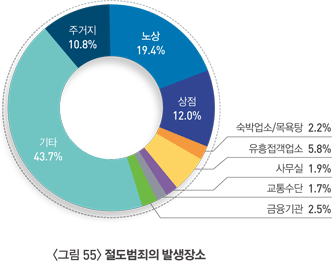 주거지
10.8%
노상
19.4%
상점
12.0%
기타
43.7%
숙박업소/목욕탕 2.2%
유흥접객업소 5.8%
사무실 1.9%
교통수단 1.7%
금융기관 2.5%
〈그림 55〉 절도범죄의 발생장소